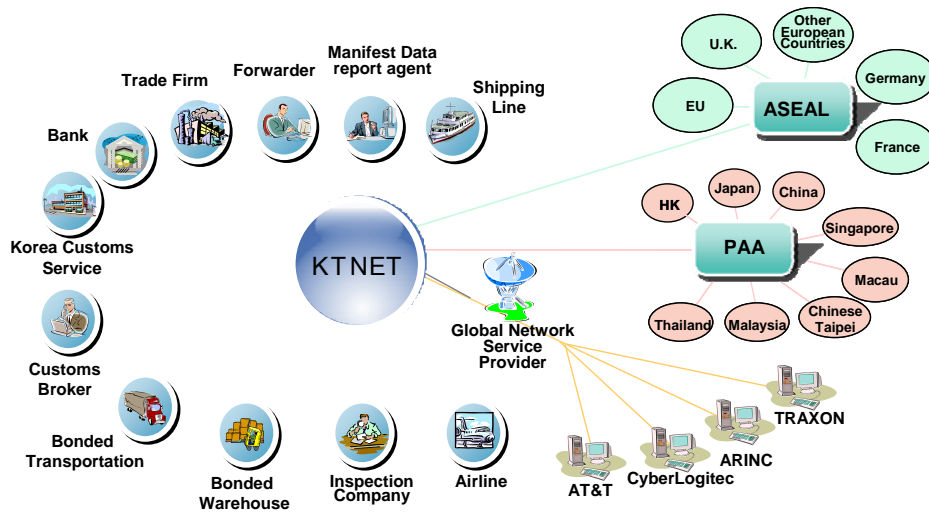 Manifest Data
report agent
Forwarder
Trade Firm
Shipping
Line
Bank
Korea Customs
Service
Customs
Broker
Bonded
Transportation
Bonded
Warehouse
Inspection
Company
Airline
KTNET
Global Network
Service
Provider
AT&T
CyberLogitec
ARINC
TRAXON
U.K.
Other
European
Countries
EU
ASEAL
Germany
France
HK
Japan
China
PAA
Singapore
Macau
Thailand
Malaysia
Chinese
Taipei